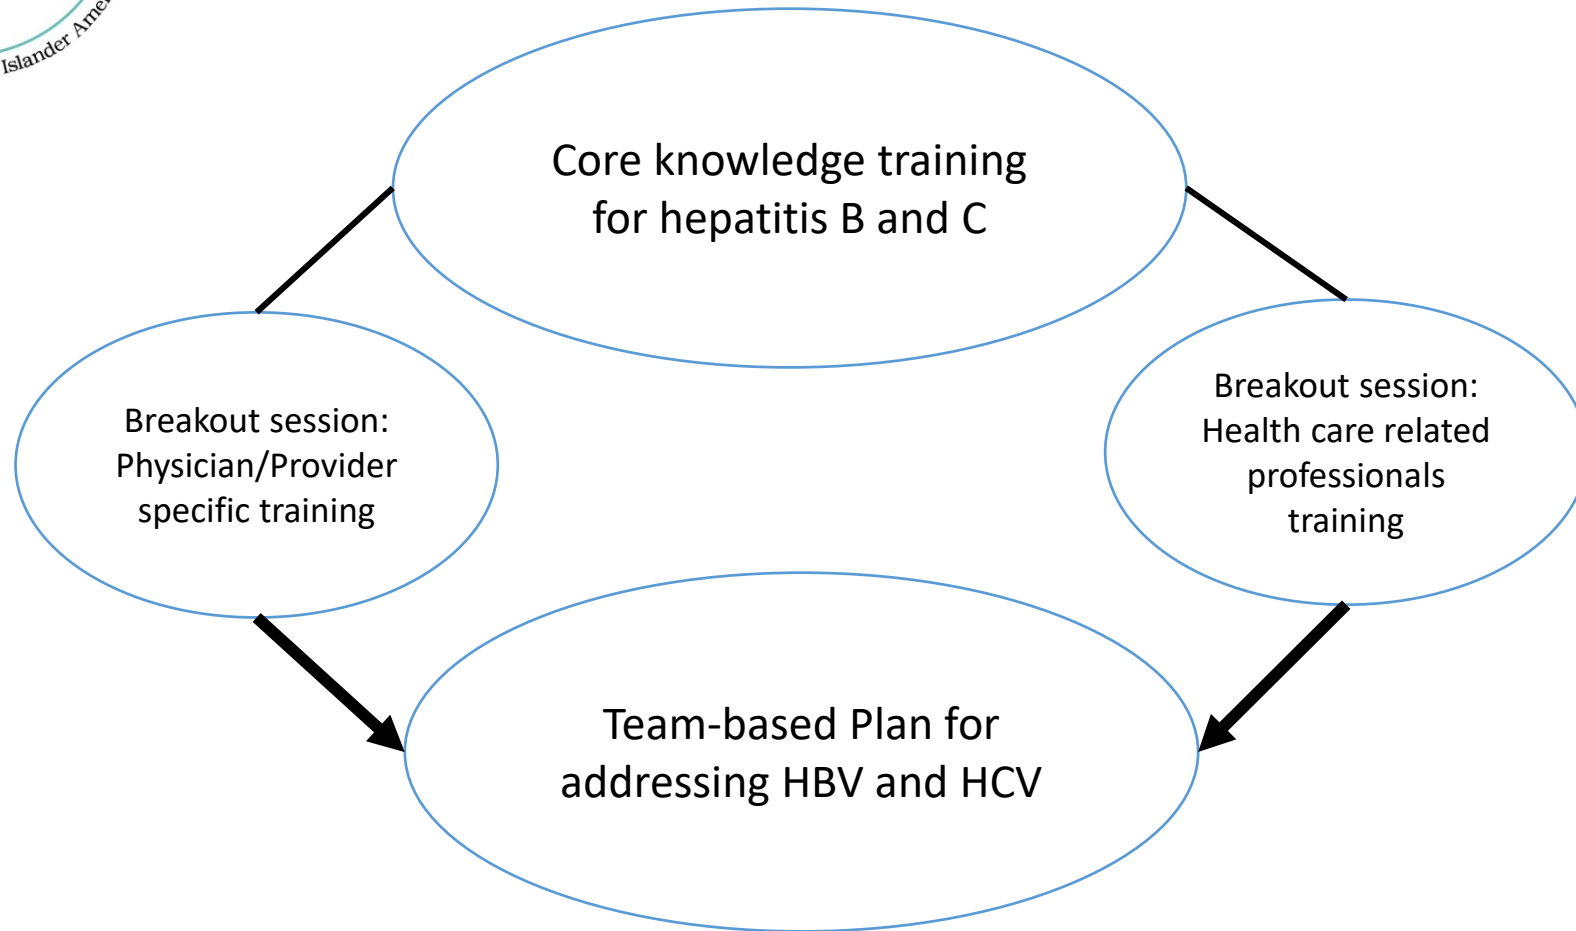 Islander
Core knowledge training
for hepatitis B and C
Breakout session:
Physician/Provider
specific training
Breakout session:
Health care related
professionals
training
Team-based Plan for
addressing HBV and HCV